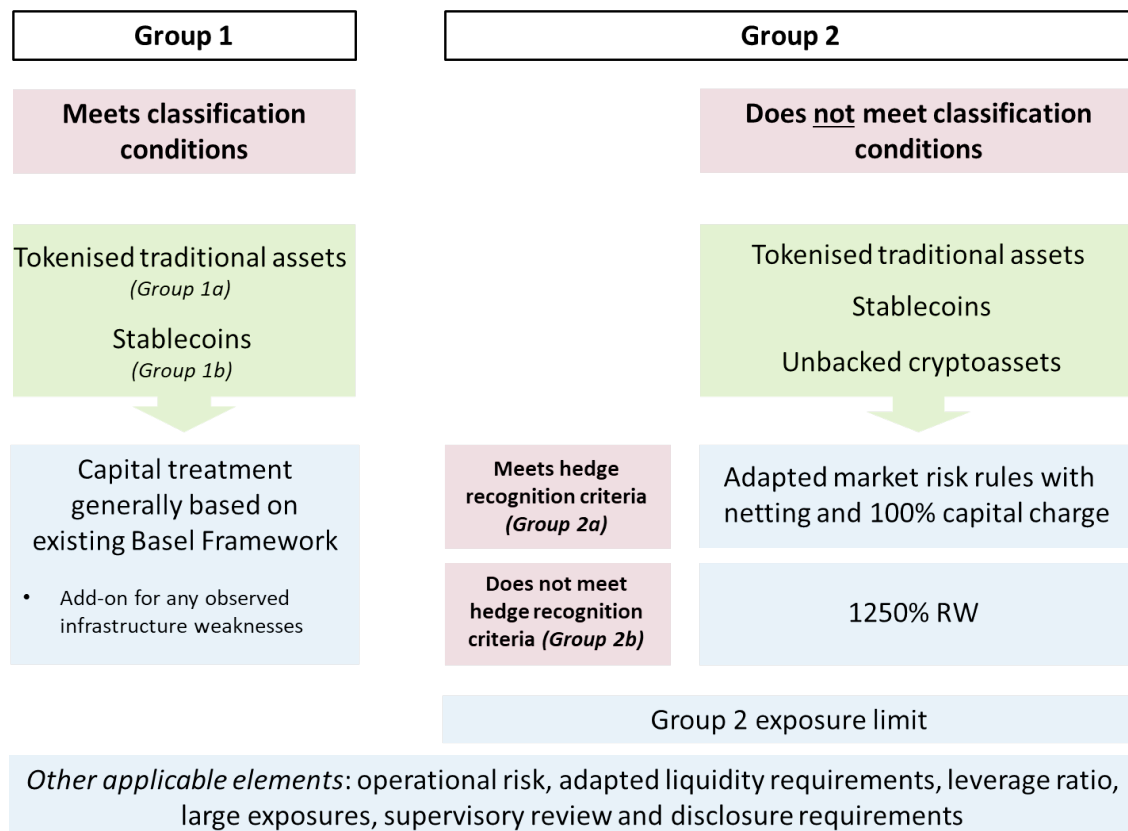 Group 1
Group 2
Meets classification
conditions
Does not meet classification
conditions
Tokenised traditional assets
(Group 1a)
Stablecoins
(Group 1b)
Tokenised traditional assets
Stablecoins
Unbacked cryptoassets
Capital treatment
generally based on
existing Basel Framework
• Add-on for any observed
infrastructure weaknesses
Meets hedge
recognition criteria
(Group 2a)
Adapted market risk rules with
netting and 100% capital charge
Does not meet
hedge recognition
criteria (Group 2b)
1250% RW
Group 2 exposure limit
Other applicable elements: operational risk, adapted liquidity requirements, leverage ratio,
large exposures, supervisory review and disclosure requirements